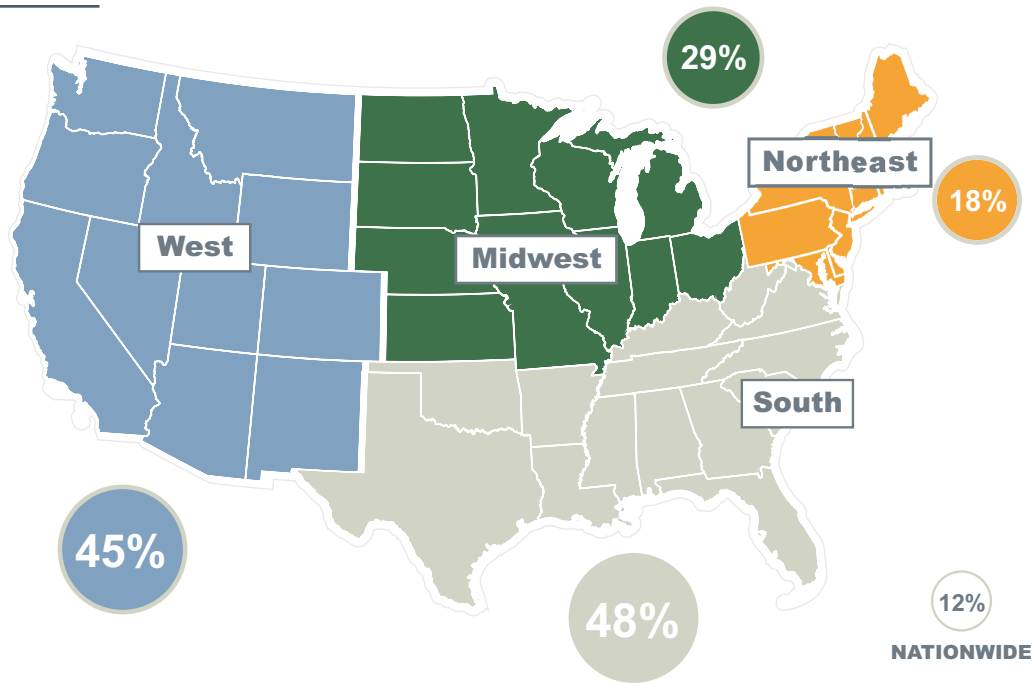 29%
Northeast
18%
West
Midwest
South
45%
48%
12%
NATIONWIDE